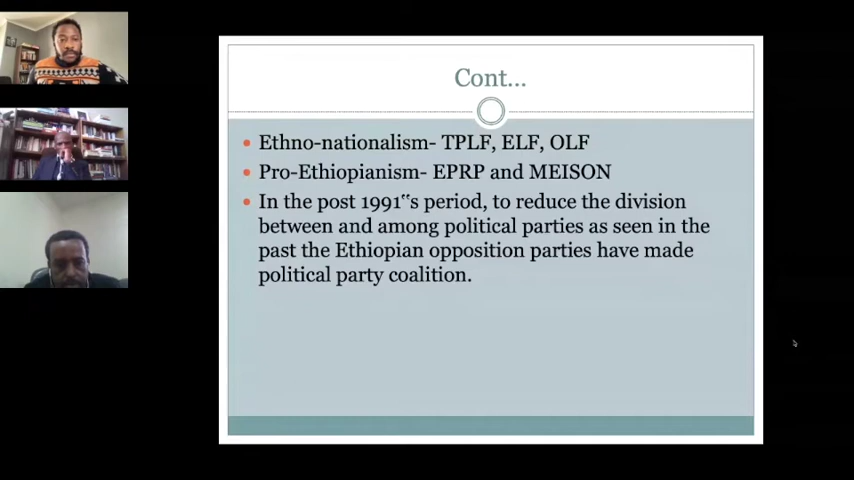 Cont...
Ethno-nationalism- TPLF, ELF, OLF
Pro-Ethiopianism- EPRP and MEISON
In the post 1991‟s period, to reduce the division
between and among political parties as seen in the
past the Ethiopian opposition parties have made
political party coalition.